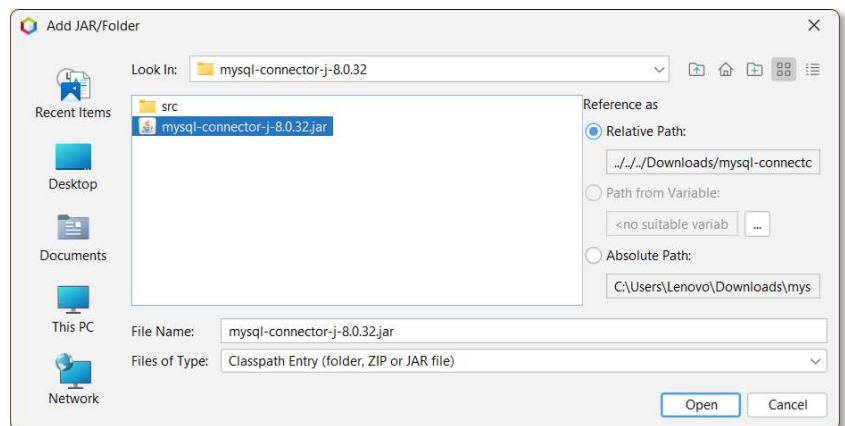 Add JAR/Folder
Look In: mysql-connector-j-8.0.32
Recent Items
Desktop
Documents
This PC
Network
src
mysql-connector-j-8.0.32.jar
Reference as
Relative Path:
../../../Downloads/mysql-connectc
Path from Variable:
<no suitable variab ...
Absolute Path:
C:\Users\Lenovo\Downloads\mys
File Name: mysql-connector-j-8.0.32.jar
Files of Type: Classpath Entry (folder, ZIP or JAR file)
Open Cancel